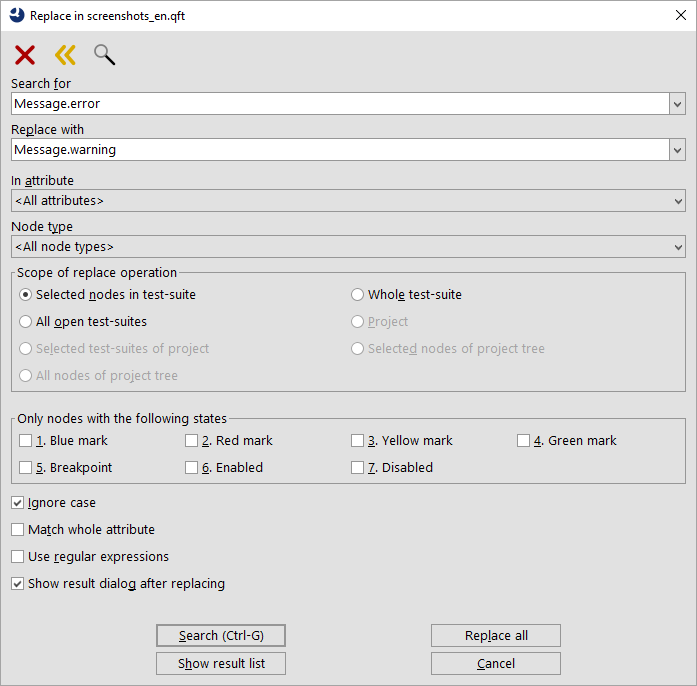 Replace in screenshots_en.qft
Search for
Message.error
Replace with
Message.warning
In attribute
<All attributes>
Node type
<All node types>
Scope of replace operation
Selected nodes in test-suite
Whole test-suite
All open test-suites
Project
Selected test-suites of project
Selected nodes of project tree
All nodes of project tree
Only nodes with the following states
1. Blue mark
2. Red mark
3. Yellow mark
4. Green mark
5. Breakpoint
6. Enabled
7. Disabled
Ignore case
Match whole attribute
Use regular expressions
Show result dialog after replacing
Search (Ctrl-G)
Replace all
Show result list
Cancel